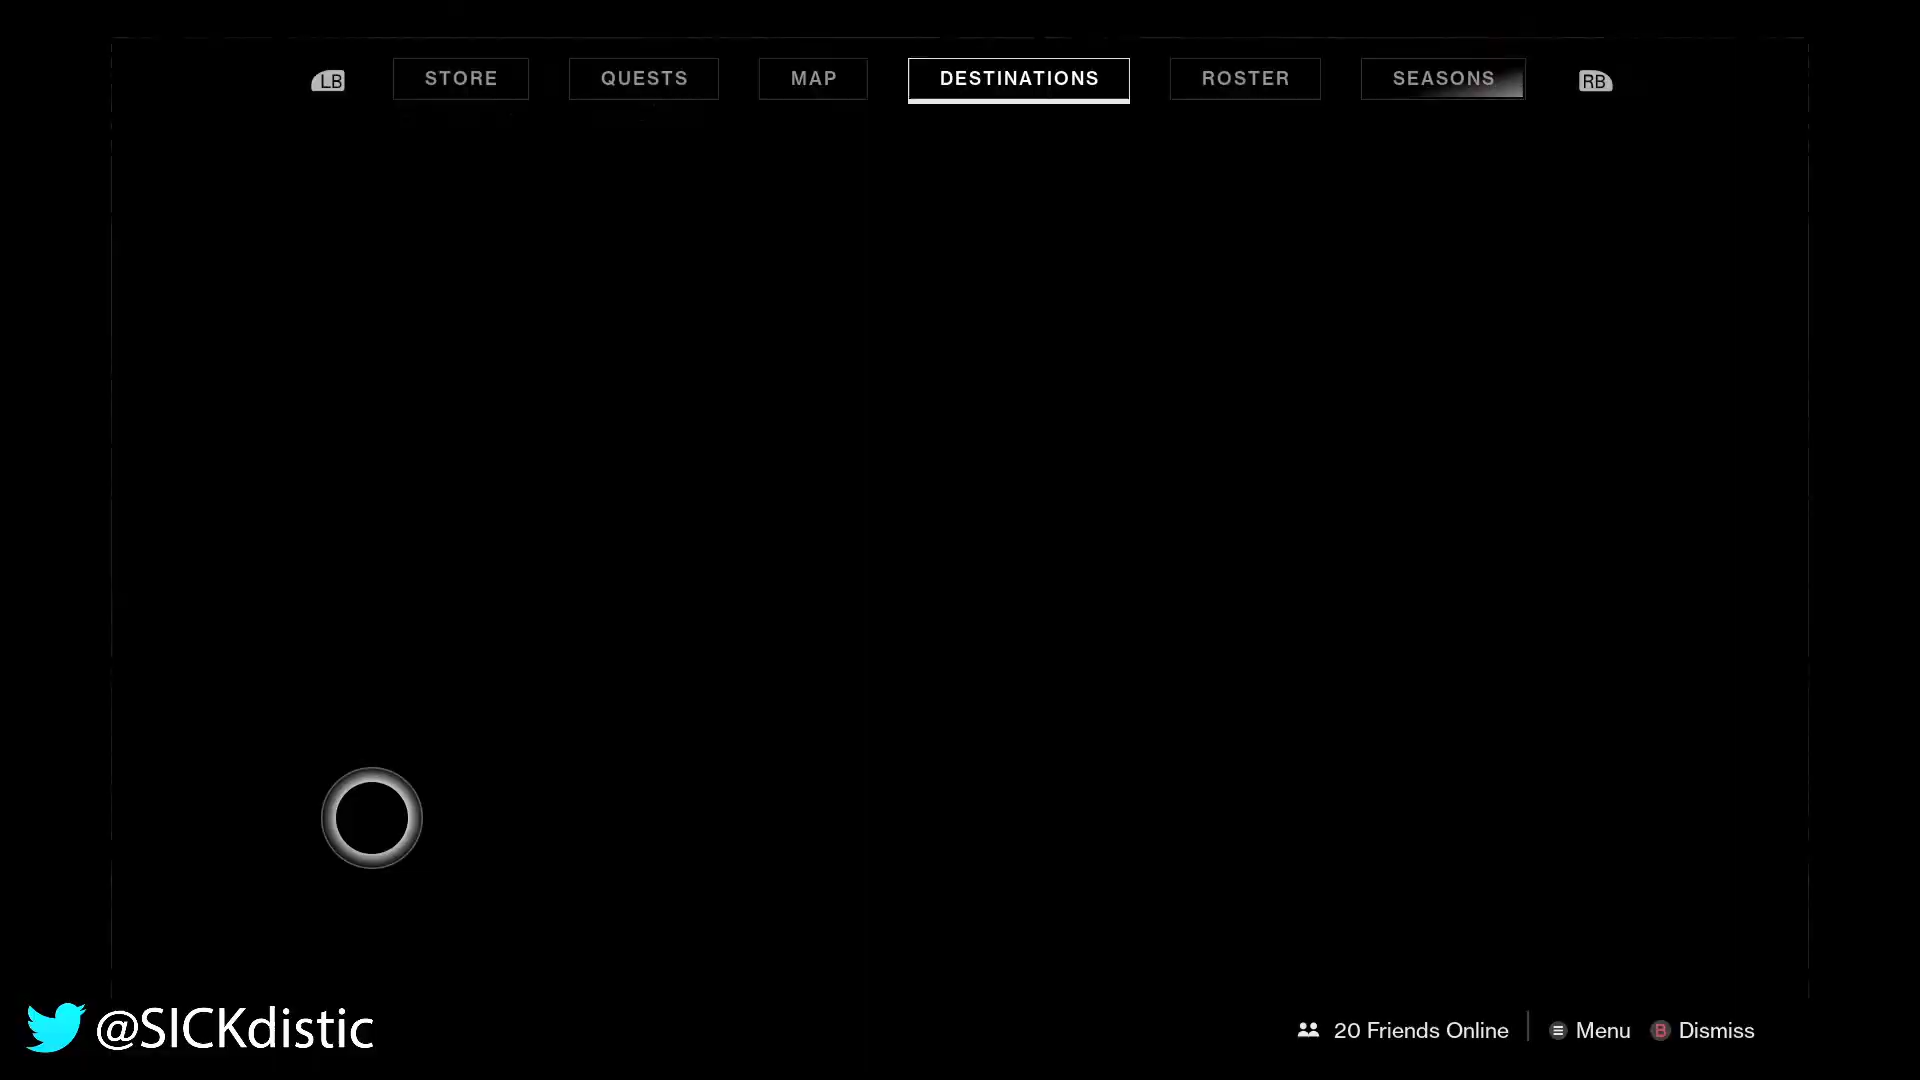 LB STORE QUESTS MAP DESTINATIONS ROSTER SEASONS RB
@SICKdistic
20 Friends Online Menu B Dismiss